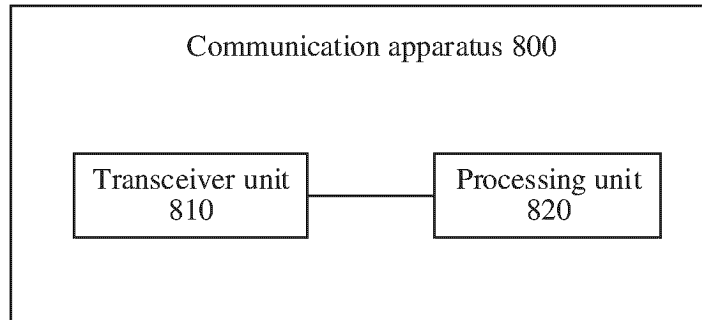 Communication apparatus 800
Transceiver unit
810
Processing unit
820